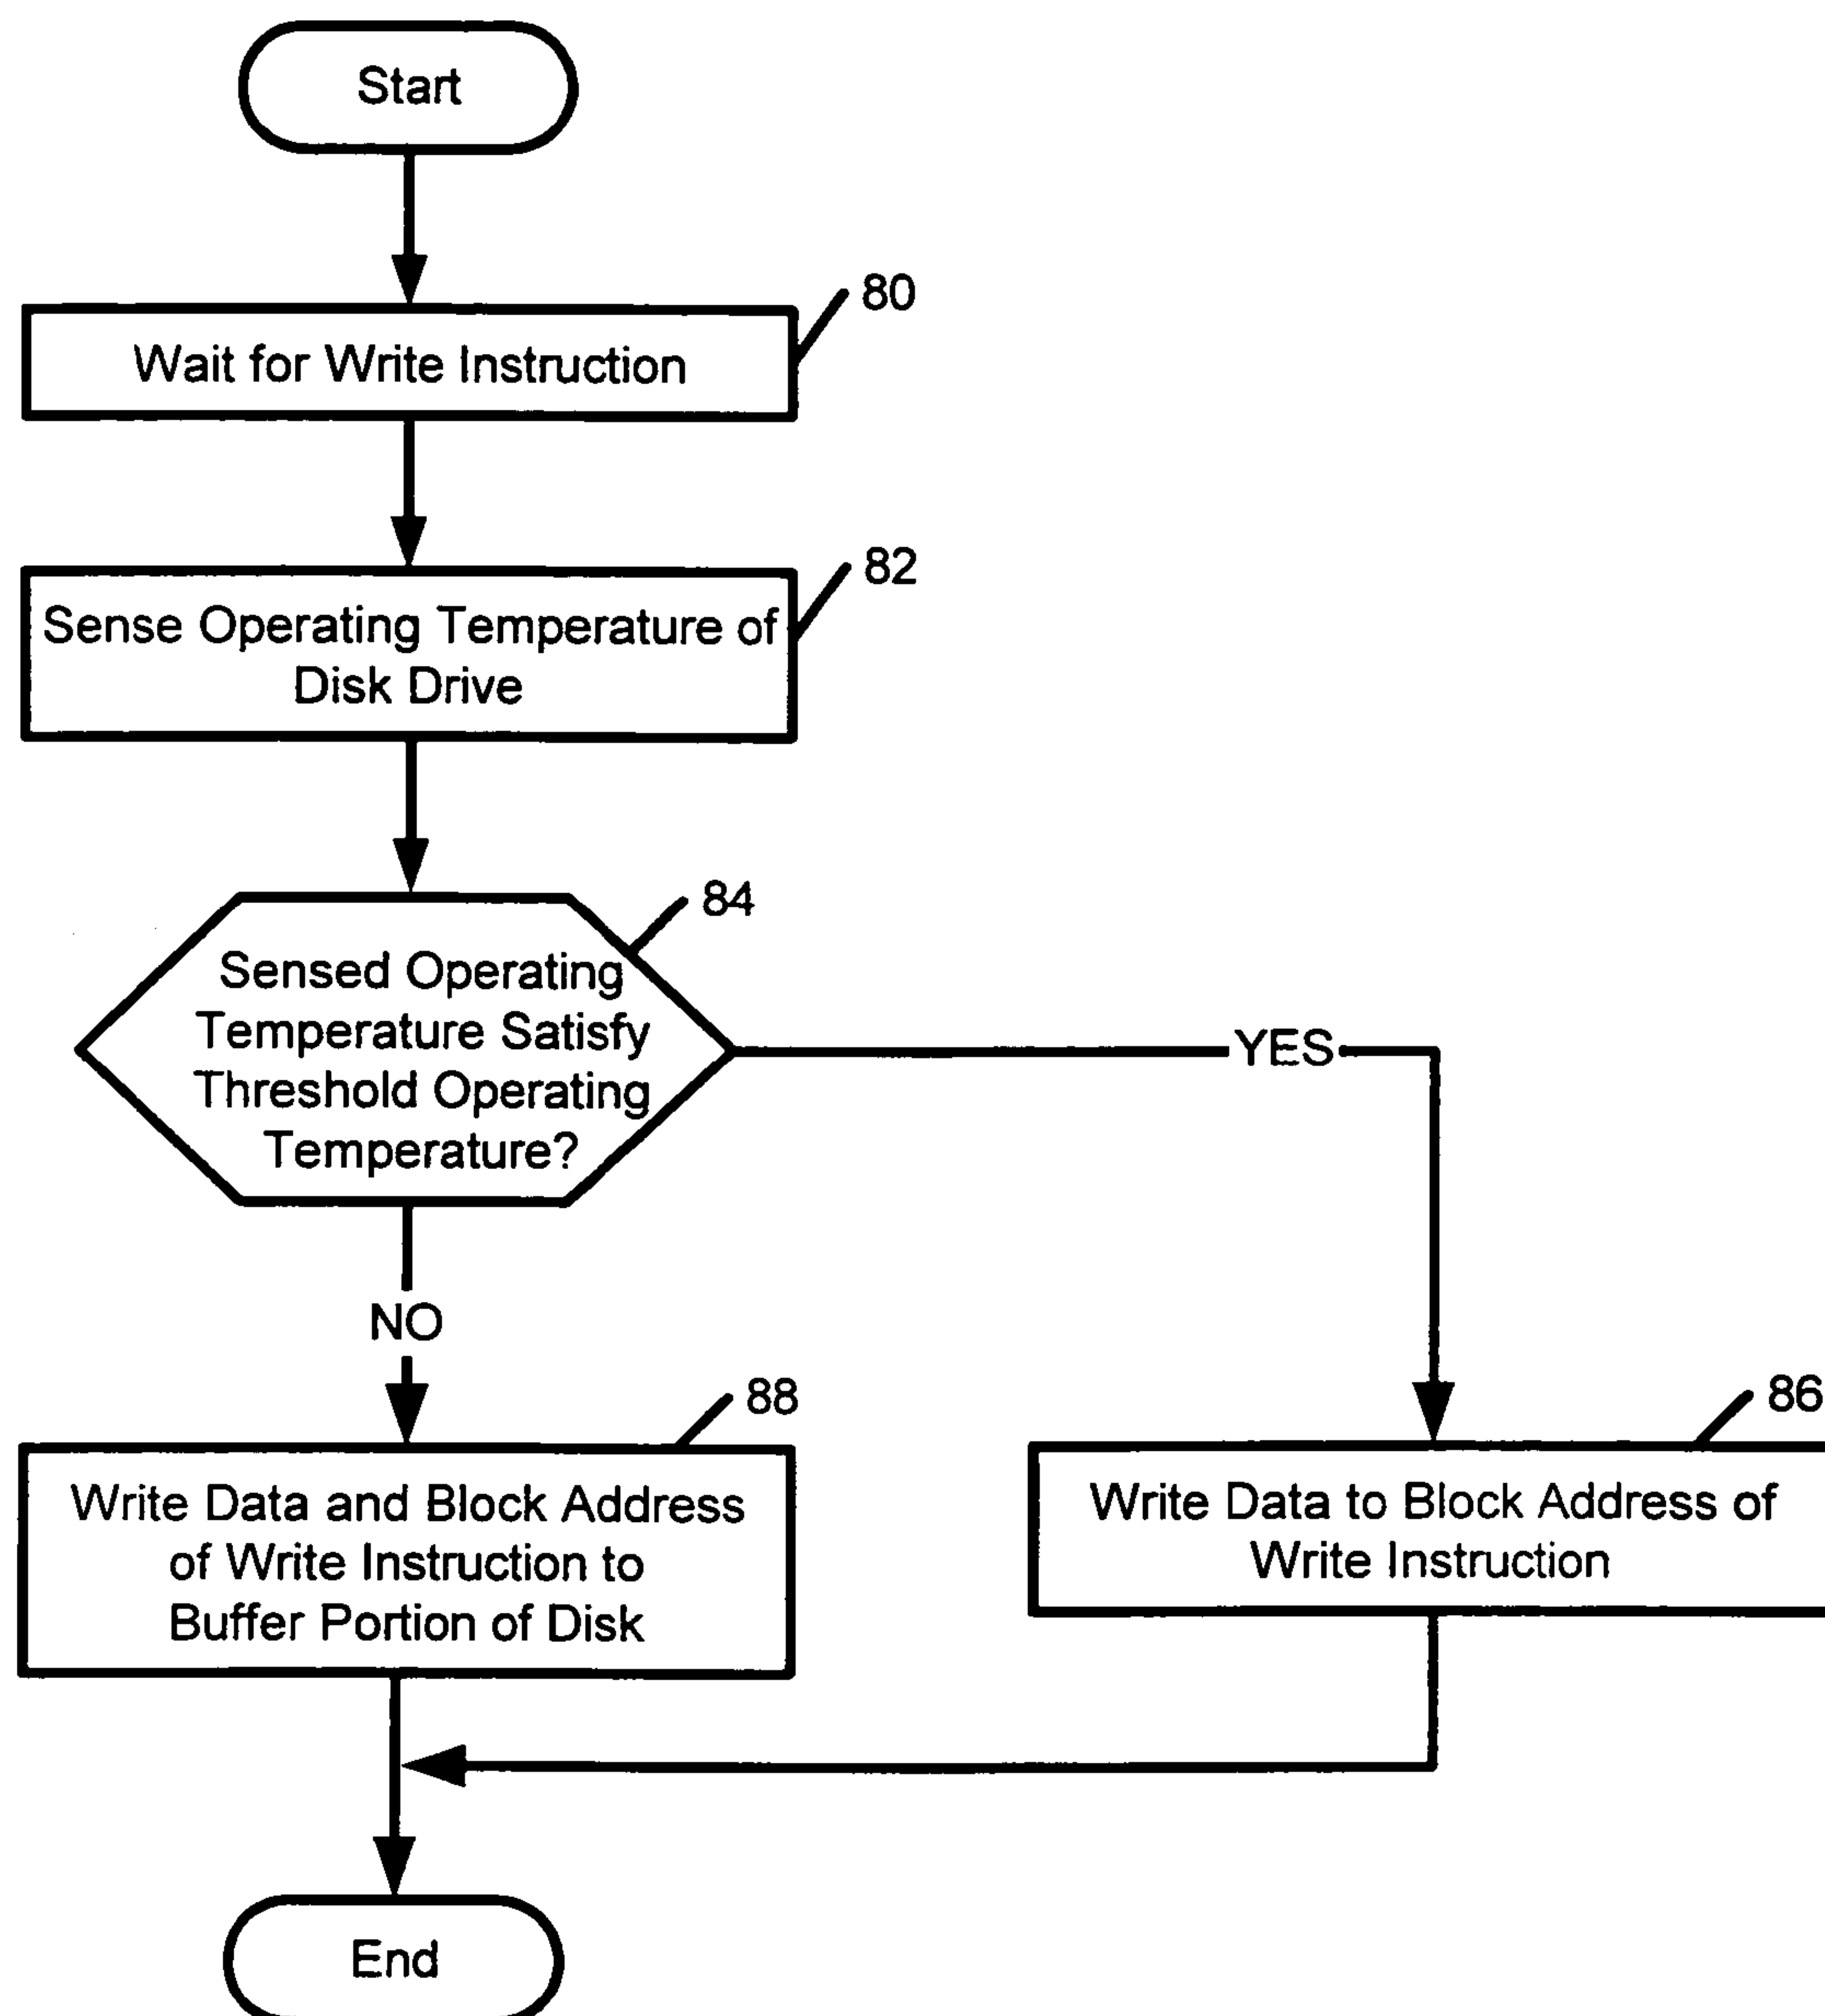 Start
80
Wait for Write Instruction
82
Sense Operating Temperature of
Disk Drive
84
Sensed Operating
Temperature Satisfy
Threshold Operating
Temperature?
YES
NO
88
86
Write Data and Block Address
of Write Instruction to
Buffer Portion of Disk
Write Data to Block Address of
Write Instruction
End